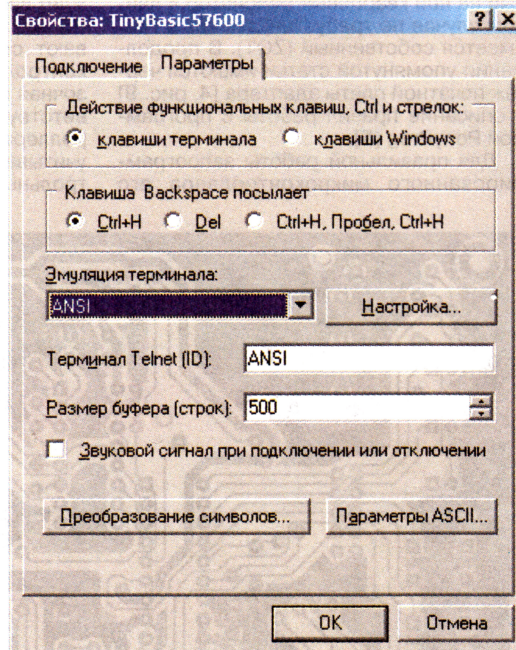 Свойства: TinyBasic57600
Подключение Параметры
Действие функциональных клавиш, Ctrl и стрелок:
клавиши терминала клавиши Windows
Клавиша Backspace посылает
Ctrl+H Del Ctrl+H, Пробел, Ctrl+H
Эмуляция терминала:
ANSI Настройка...
Терминал Telnet (ID): ANSI
Размер буфера (строк): 500
Звуковой сигнал при подключении или отключении
Преобразование символов... Параметры ASCII...
OK Отмена